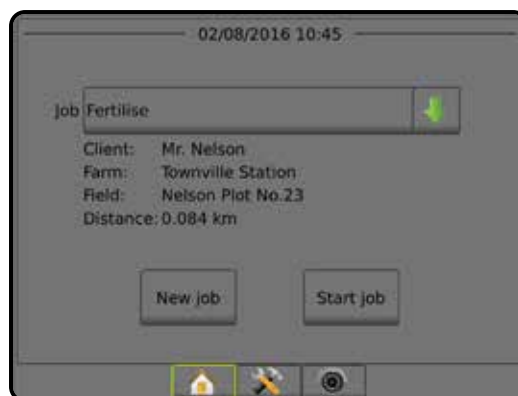 02/08/2016 10:45
Job Fertilise
Client: Mr. Nelson
Farm: Townville Station
Field: Nelson Plot No.23
Distance: 0.084 km
New job Start job